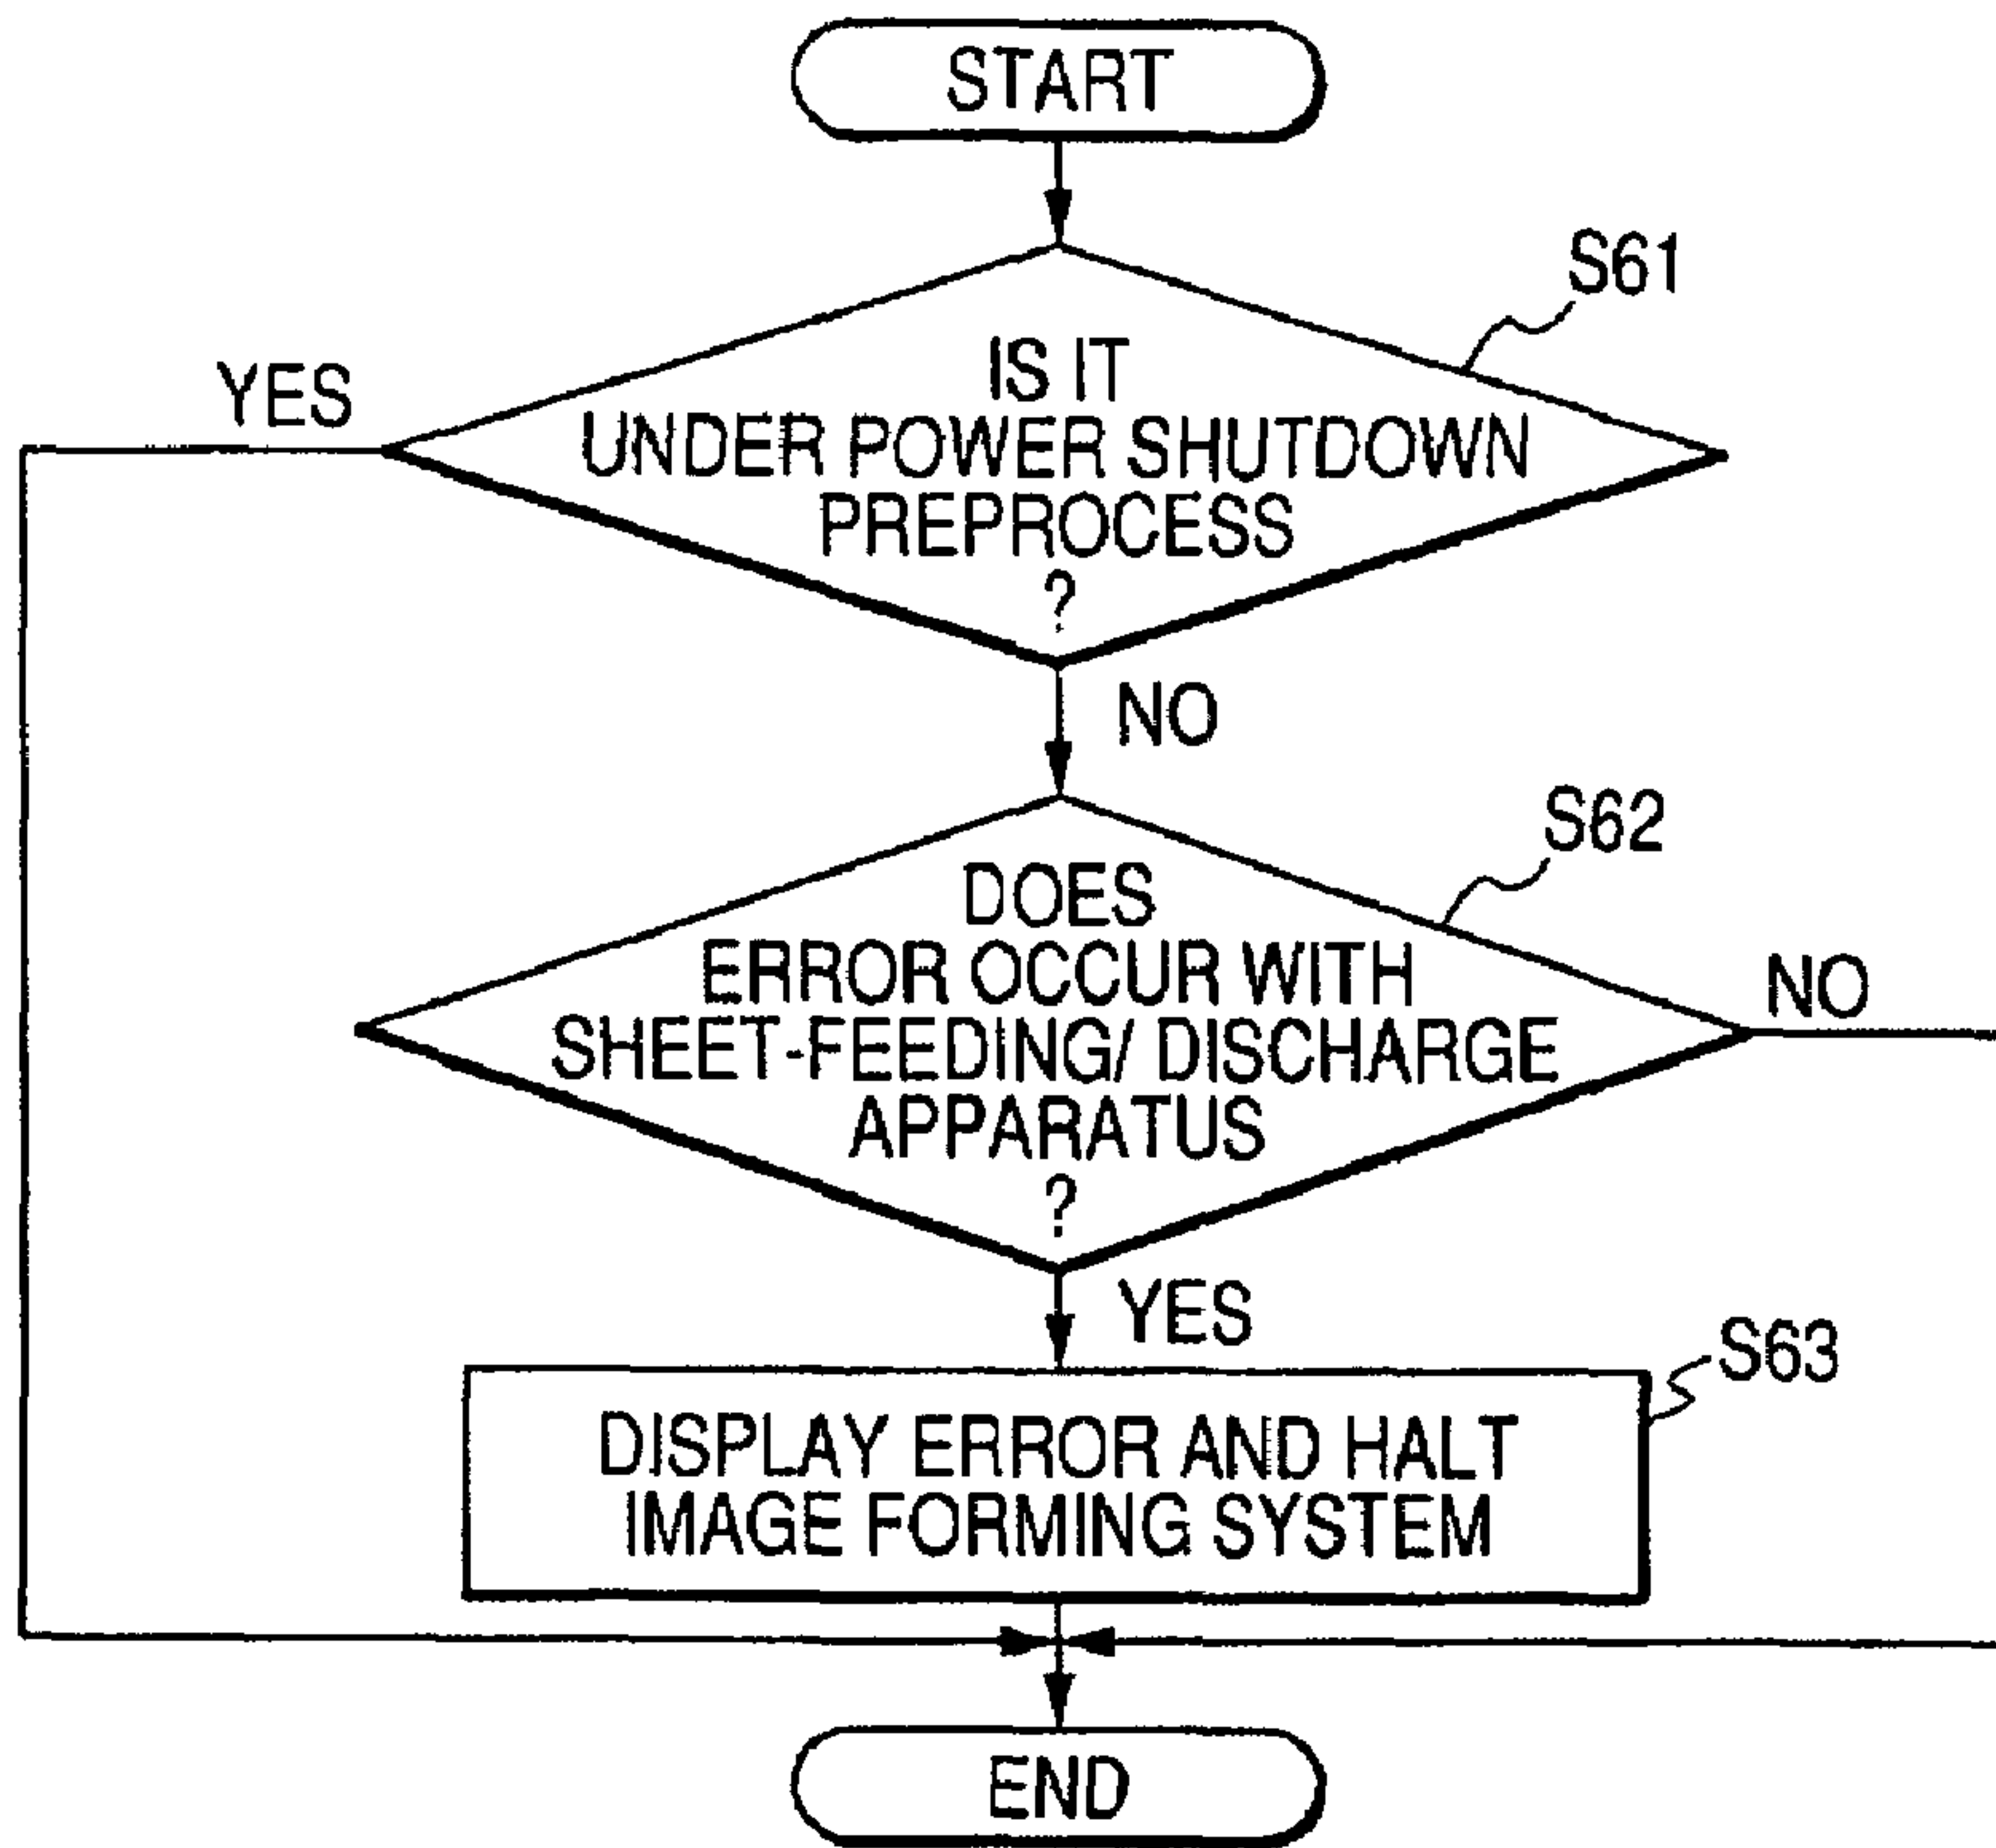 START
S61
IS IT
YES
UNDER POWER SHUTDOWN
PREPROCESS
?
NO
S62
DOES
ERROR OCCUR WITH
NO
SHEET-FEEDING/ DISCHARGE
APPARATUS
?
YES
S63
DISPLAY ERROR AND HALT
IMAGE FORMING SYSTEM
END